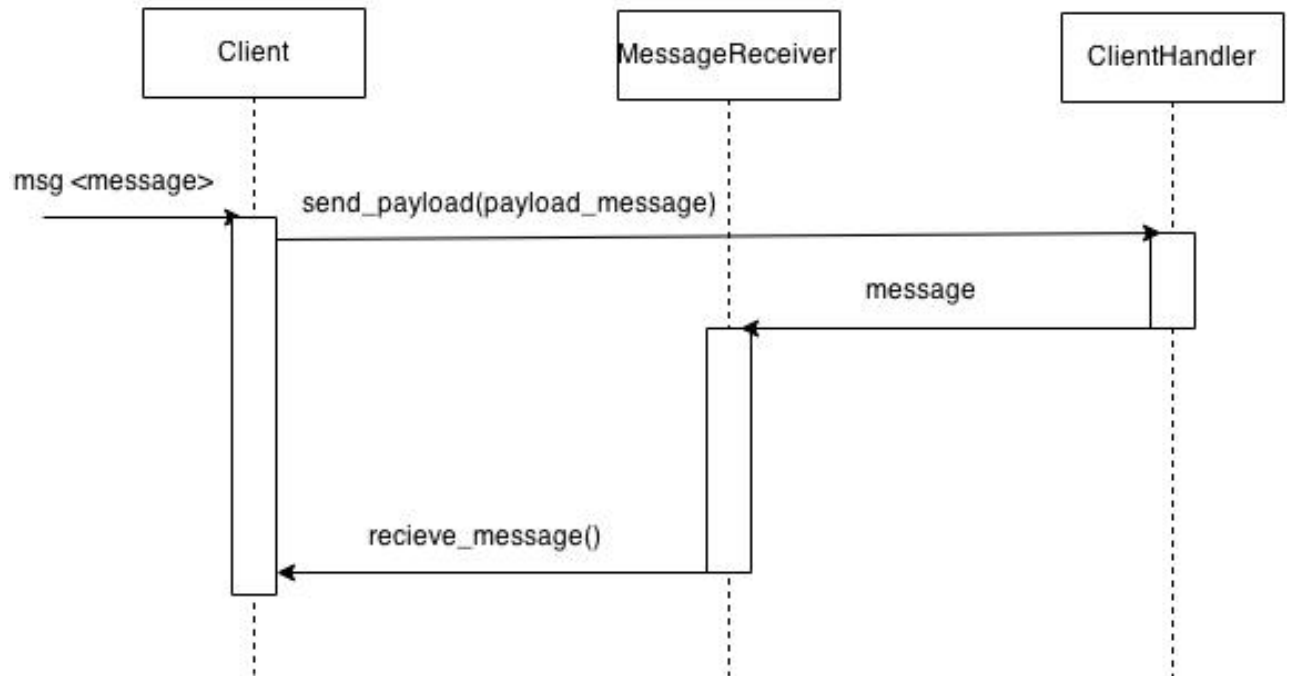 Client
MessageReceiver
ClientHandler
msg <message>
send_payload(payload_message)
message
recieve_message()